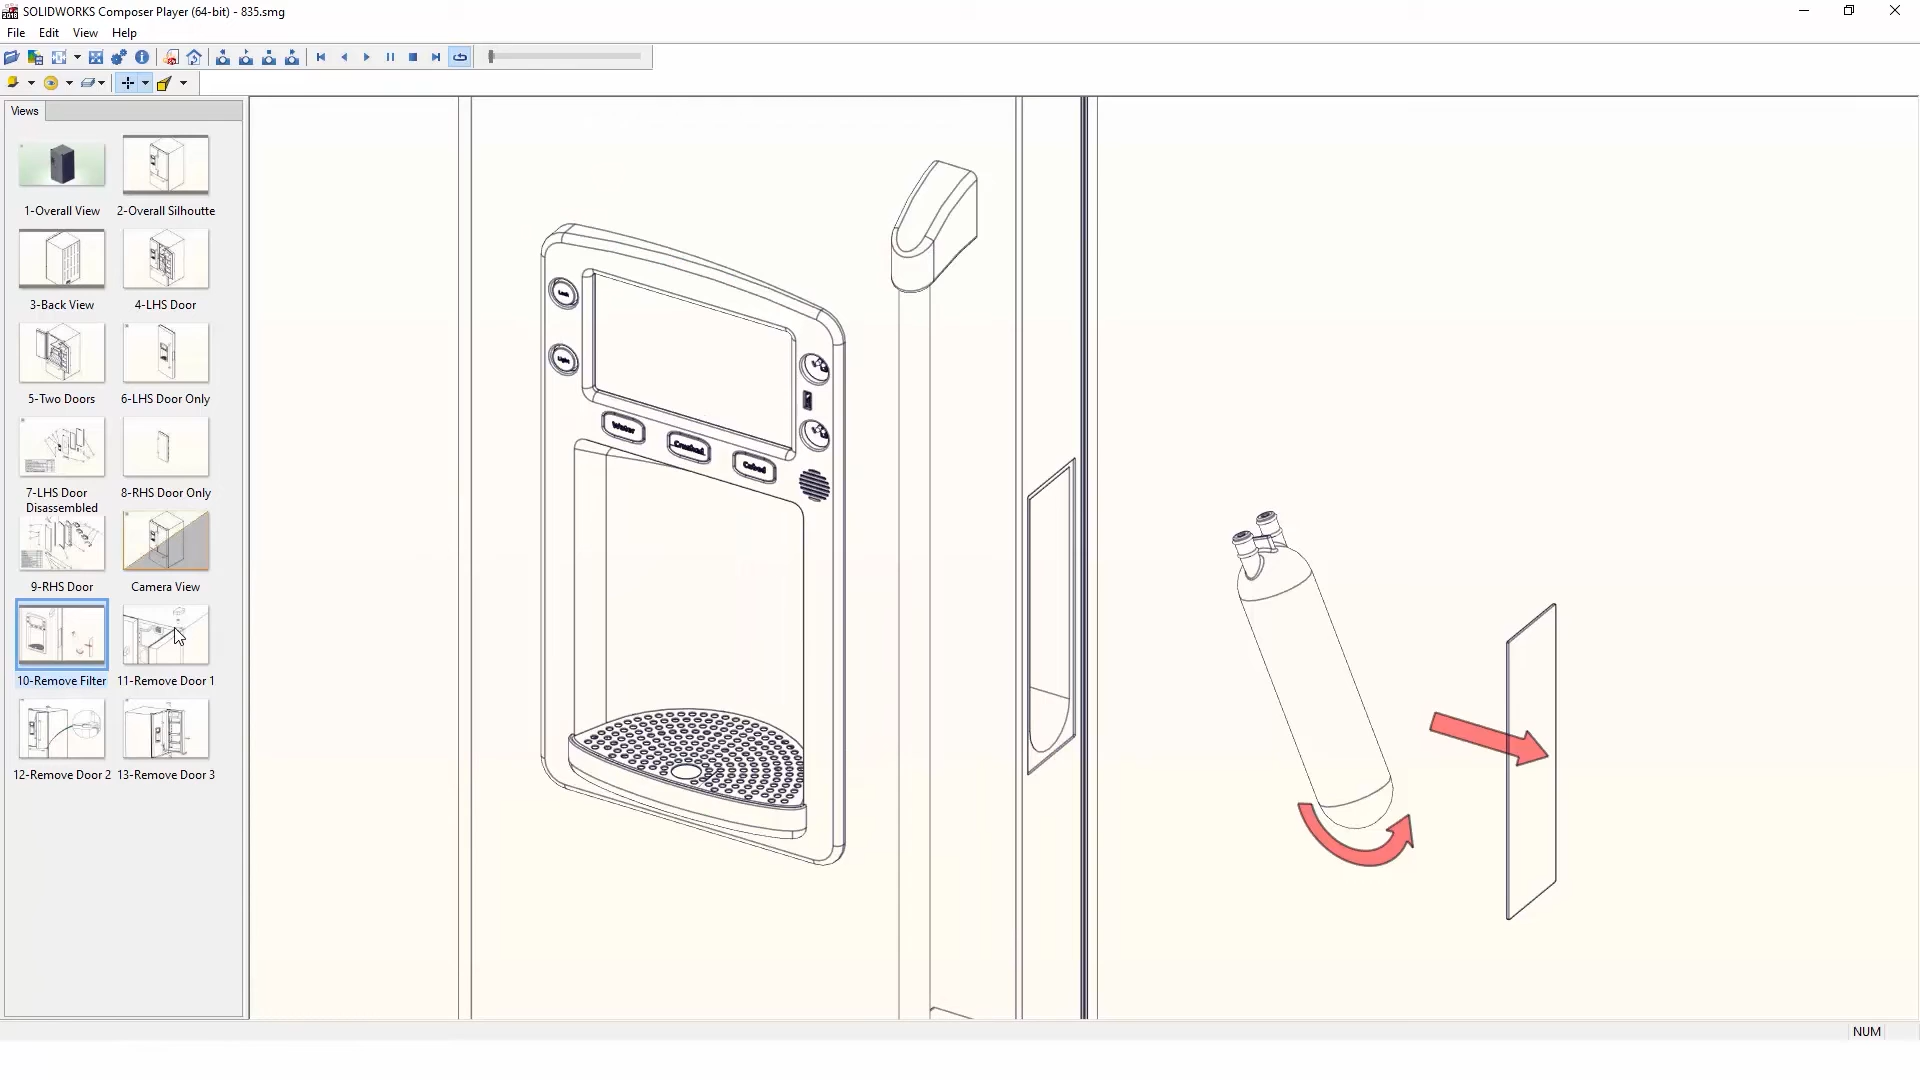 SOLIDWORKS Composer Player (64-bit) - 835.smg
File Edit View Help
Views
1-Overall View
2-Overall Silhoutte
3-Back View
4-LHS Door
5-Two Doors
6-LHS Door Only
7-LHS Door
Disassembled
8-RHS Door Only
9-RHS Door
Camera View
10-Remove Filter
11-Remove Door 1
12-Remove Door 2
13-Remove Door 3
Lock
Light
Water
Crushed
Cubed
NUM